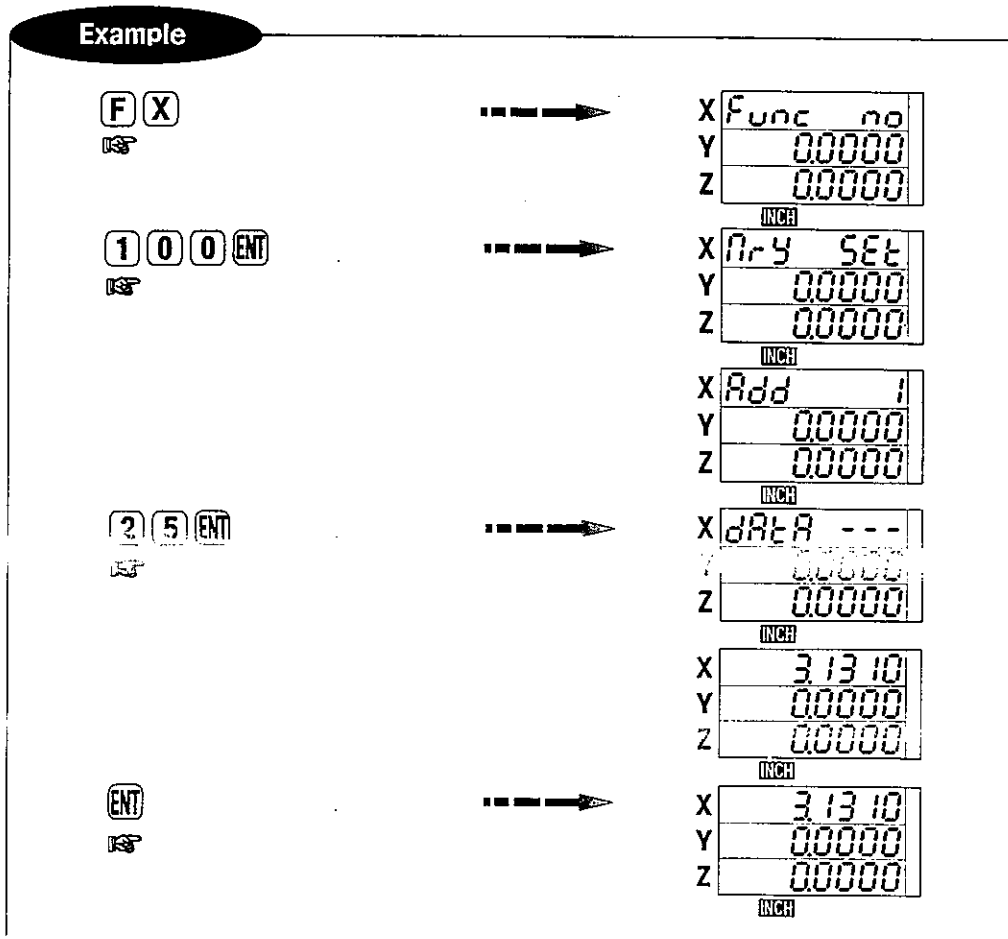 Example
F X
X Func no
Y 0.0000
Z 0.0000
INCH
1 0 0 ENT
X Mry SEt
Y 0.0000
Z 0.0000
INCH
X Add 1
Y 0.0000
Z 0.0000
INCH
2 5 ENT
X dAtA ---
Y 0.0000
Z 0.0000
INCH
X 3.1310
Y 0.0000
Z 0.0000
INCH
ENT
X 3.1310
Y 0.0000
Z 0.0000
INCH